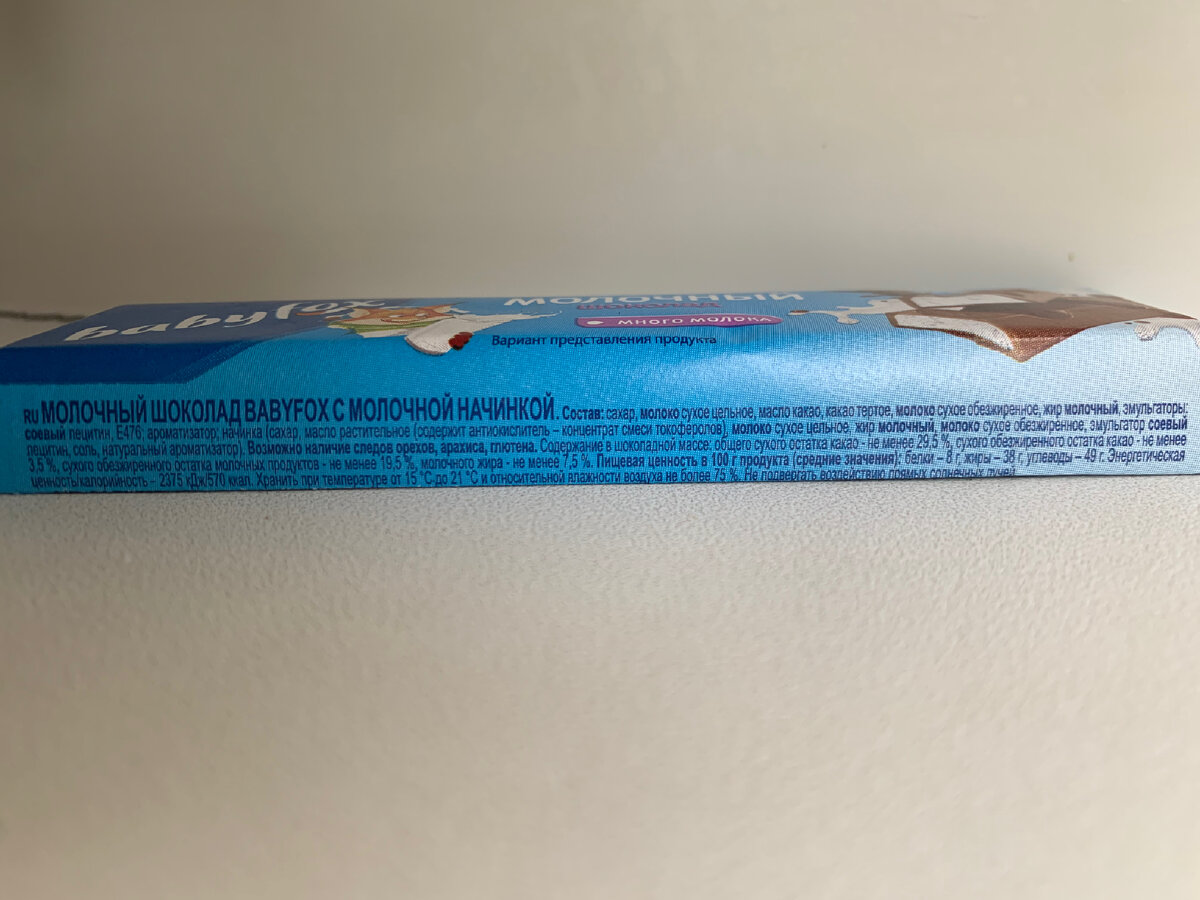 babyfox
МОЛОЧНЫЙ
шоколад
МНОГО МОЛОКА
Вариант представления продукта
RU МОЛОЧНЫЙ ШОКОЛАД BABYFOX С МОЛОЧНОЙ НАЧИНКОЙ. Состав: сахар, молоко сухое цельное, масло какао, какао тертое, молоко сухое обезжиренное, жир молочный, эмульгаторы:
соевый лецитин, Е476; ароматизатор; начинка (сахар, масло растительное (содержит антиокислитель – концентрат смеси токоферолов), молоко сухое цельное, жир молочный, молоко сухое обезжиренное, эмульгатор соевый
лецитин, соль, натуральный ароматизатор). Возможно наличие следов орехов, арахиса, глютена. Содержание в шоколадной массе: общего сухого остатка какао - не менее 29,5 %, сухого обезжиренного остатка какао - не менее
3,5 %, сухого обезжиренного остатка молочных продуктов - не менее 19,5 %, молочного жира - не менее 7,5 %. Пищевая ценность в 100 г продукта (средние значения): белки – 8 г, жиры – 38 г, углеводы – 49 г. Энергетическая
ценность/калорийность – 2375 кДж/570 ккал. Хранить при температуре от 15 °С до 21 °С и относительной влажности воздуха не более 75 %. Не подвергать воздействию прямых солнечных лучей.